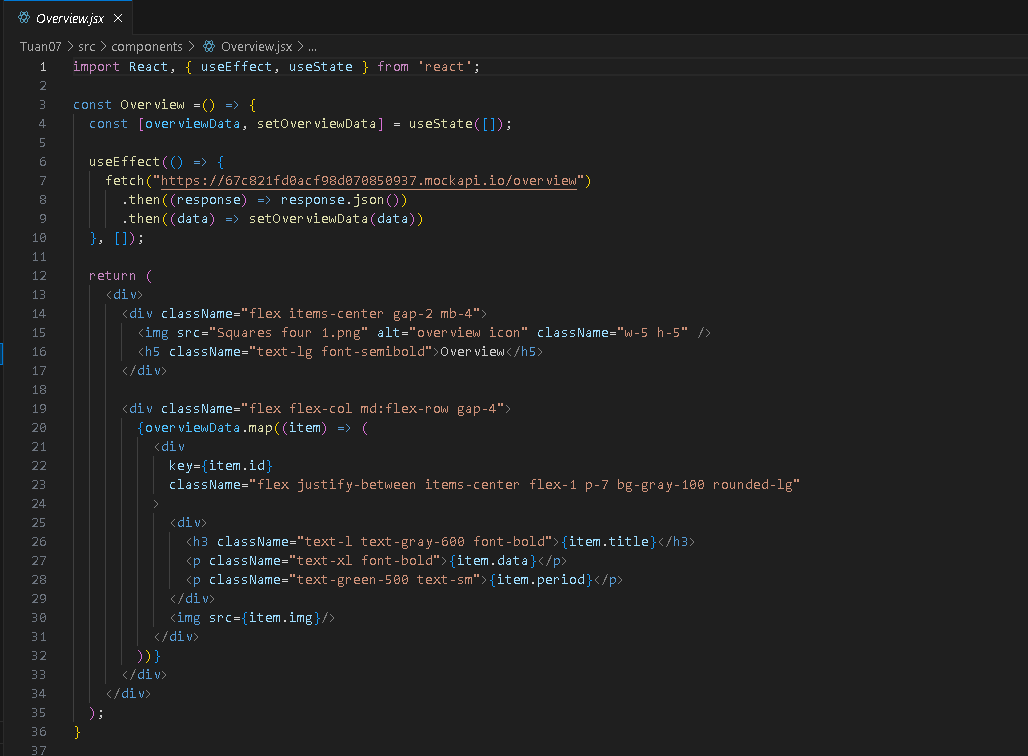 Overview.jsx
Tuan07 > src > components > Overview.jsx > ...
1 import React, { useEffect, useState } from 'react';
2
3 const Overview =() => {
4 const [overviewData, setOverviewData] = useState([]);
5
6 useEffect(() => {
7 fetch("https://67c821fd0acf98d070850937.mockapi.io/overview")
8 .then((response) => response.json())
9 .then((data) => setOverviewData(data))
10 }, []);
11
12 return (
13 <div>
14 <div className="flex items-center gap-2 mb-4">
15 <img src="Squares four 1.png" alt="overview icon" className="w-5 h-5" />
16 <h5 className="text-lg font-semibold">Overview</h5>
17 </div>
18
19 <div className="flex flex-col md:flex-row gap-4">
20 {overviewData.map((item) => (
21 <div
22 key={item.id}
23 className="flex justify-between items-center flex-1 p-7 bg-gray-100 rounded-lg"
24 >
25 <div>
26 <h3 className="text-l text-gray-600 font-bold">{item.title}</h3>
27 <p className="text-xl font-bold">{item.data}</p>
28 <p className="text-green-500 text-sm">{item.period}</p>
29 </div>
30 <img src={item.img}/>
31 </div>
32 ))}
33 </div>
34 </div>
35 );
36 }
37